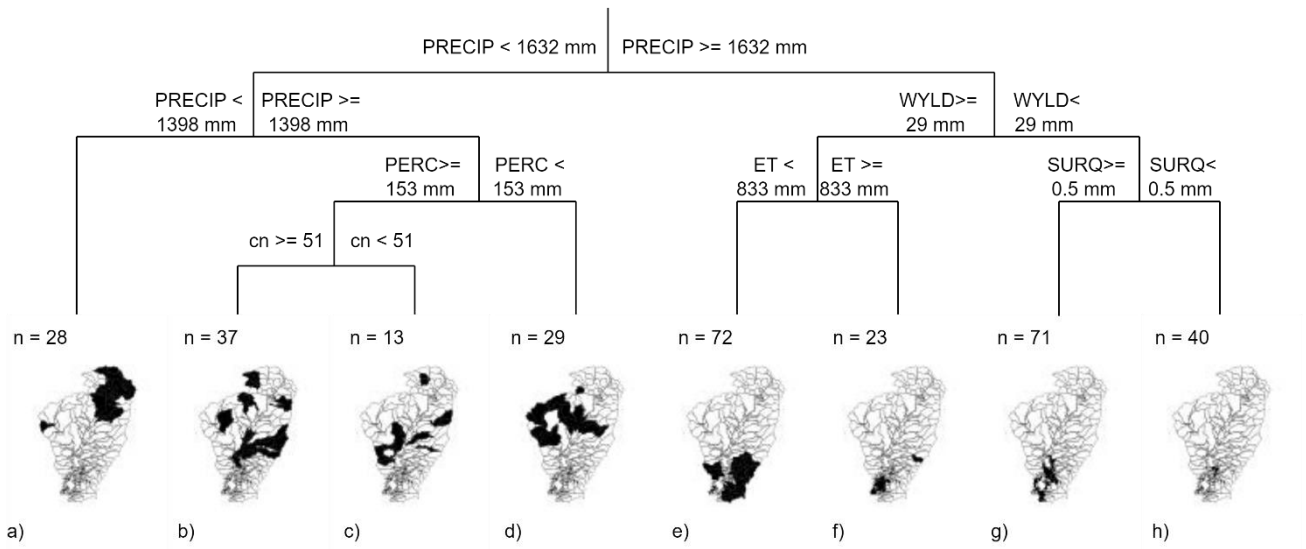 PRECIP < 1632 mm PRECIP >= 1632 mm
PRECIP < PRECIP >= WYLD>= WYLD<
1398 mm 1398 mm 29 mm 29 mm
PERC>= PERC < ET < ET >= SURQ>= SURQ<
153 mm 153 mm 833 mm 833 mm 0.5 mm 0.5 mm
cn >= 51 cn < 51
n = 28 n = 37 n = 13 n = 29 n = 72 n = 23 n = 71 n = 40
a) b) c) d) e) f) g) h)